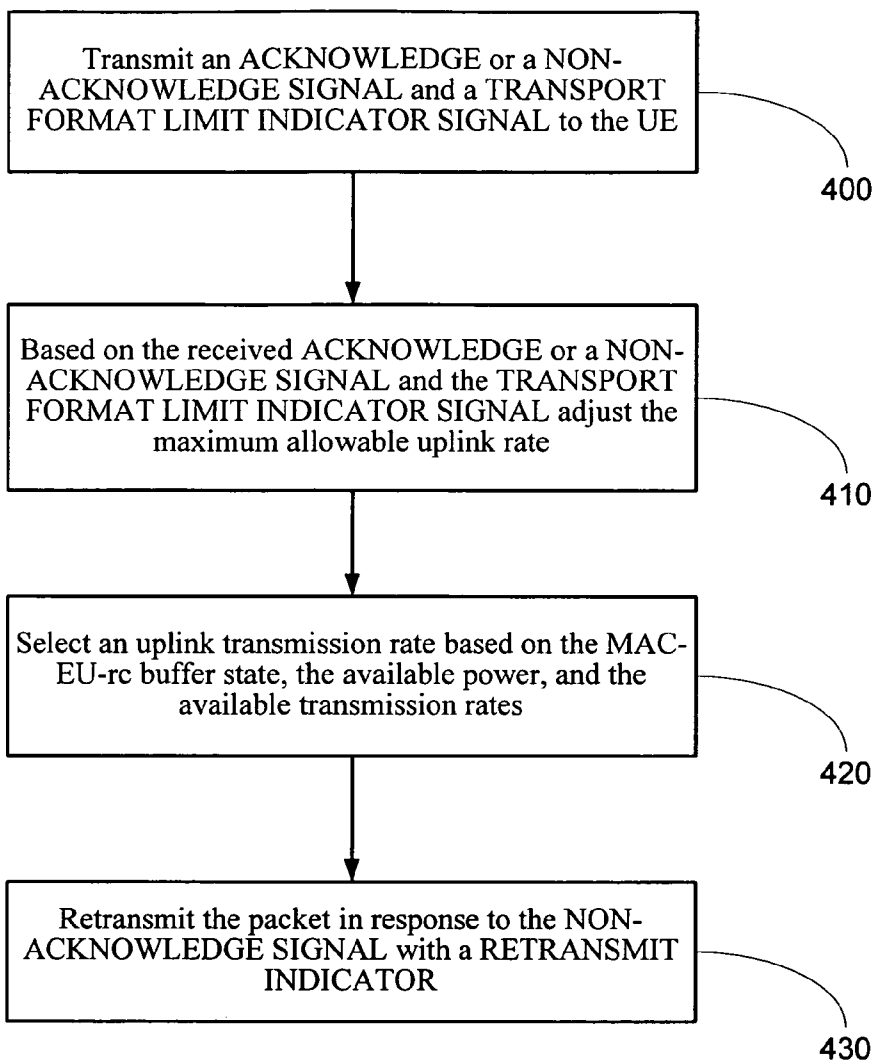 Transmit an ACKNOWLEDGE or a NON-
ACKNOWLEDGE SIGNAL and a TRANSPORT
FORMAT LIMIT INDICATOR SIGNAL to the UE
400
Based on the received ACKNOWLEDGE or a NON-
ACKNOWLEDGE SIGNAL and the TRANSPORT
FORMAT LIMIT INDICATOR SIGNAL adjust the
maximum allowable uplink rate
410
Select an uplink transmission rate based on the MAC-
EU-rc buffer state, the available power, and the
available transmission rates
420
Retransmit the packet in response to the NON-
ACKNOWLEDGE SIGNAL with a RETRANSMIT
INDICATOR
430